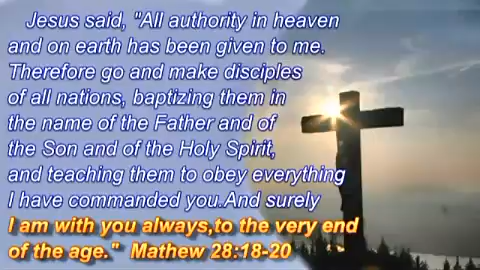 Jesus said, "All authority in heaven
and on earth has been given to me.
Therefore go and make disciples
of all nations, baptizing them in
the name of the Father and of
the Son and of the Holy Spirit,
and teaching them to obey everything
I have commanded you.And surely
I am with you always,to the very end
of the age."  Mathew 28:18-20